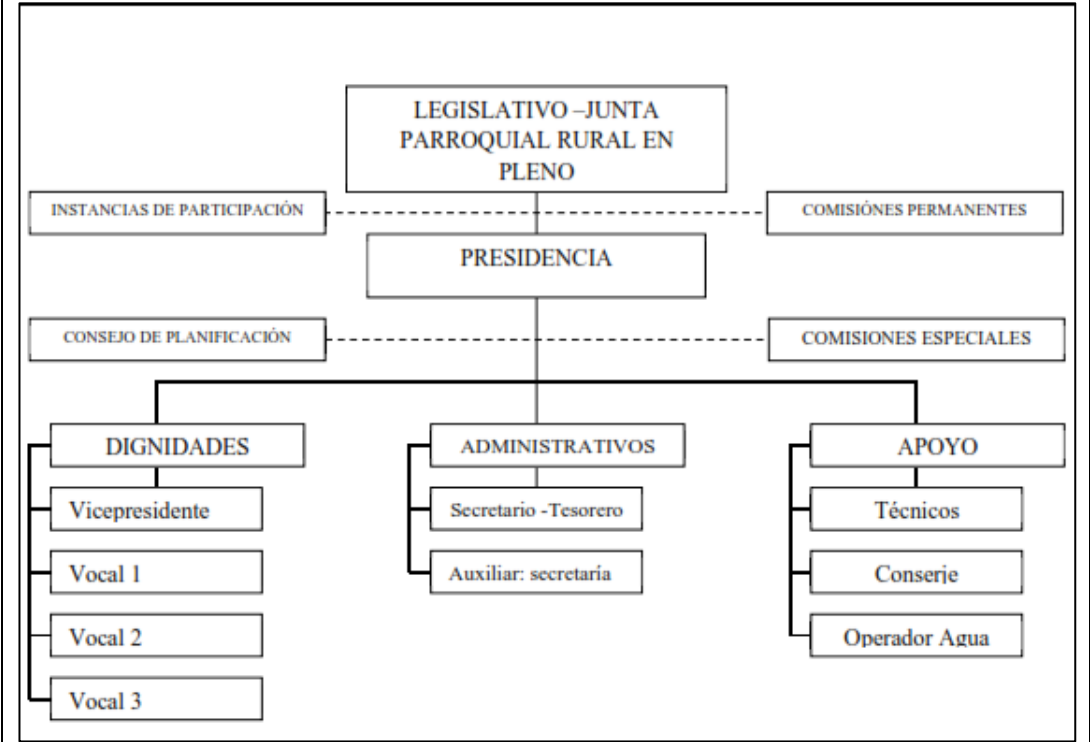 LEGISLATIVO –JUNTA
PARROQUIAL RURAL EN
PLENO
INSTANCIAS DE PARTICIPACIÓN
COMISIÓNES PERMANENTES
PRESIDENCIA
CONSEJO DE PLANIFICACIÓN
COMISIONES ESPECIALES
DIGNIDADES
ADMINISTRATIVOS
APOYO
Vicepresidente
Secretario -Tesorero
Técnicos
Vocal 1
Auxiliar: secretaría
Conserje
Vocal 2
Operador Agua
Vocal 3